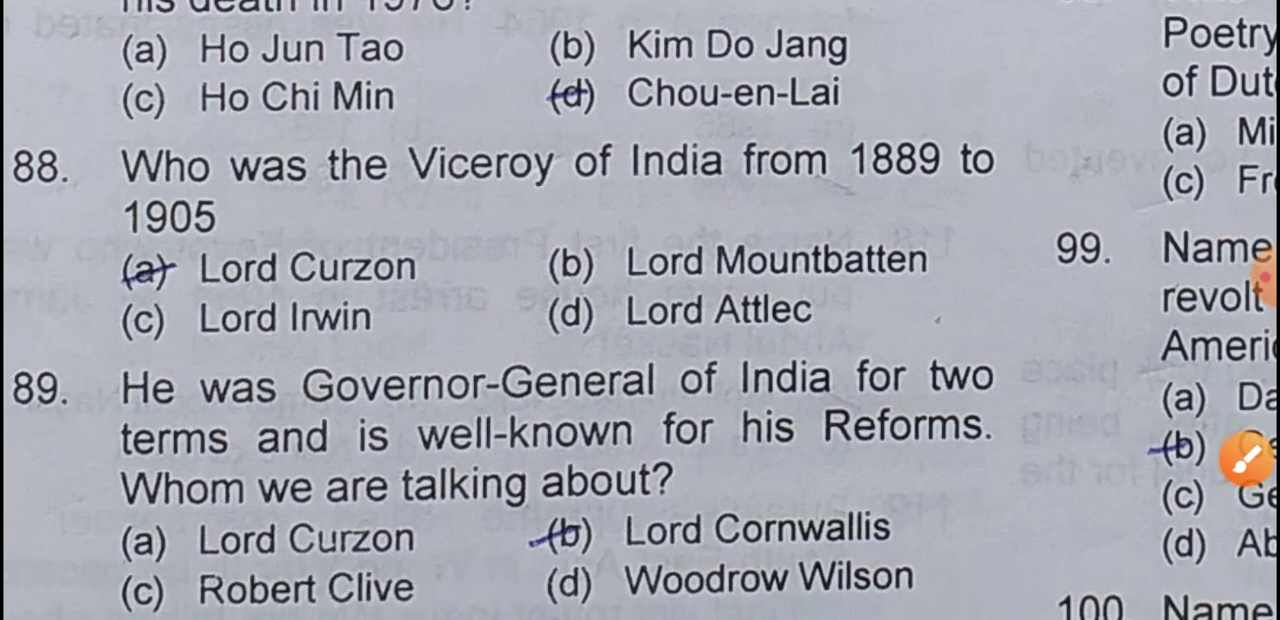 (a) Ho Jun Tao (b) Kim Do Jang
(c) Ho Chi Min (d) Chou-en-Lai
88. Who was the Viceroy of India from 1889 to
1905
(a) Lord Curzon (b) Lord Mountbatten
(c) Lord Irwin (d) Lord Attlec
89. He was Governor-General of India for two
terms and is well-known for his Reforms.
Whom we are talking about?
(a) Lord Curzon (b) Lord Cornwallis
(c) Robert Clive (d) Woodrow Wilson
Poetry
of Dut
(a) Mi
(c) Fr
99. Name
revolt
Ameri
(a) Da
(b)
(c) Ge
(d) Ab
100 Name